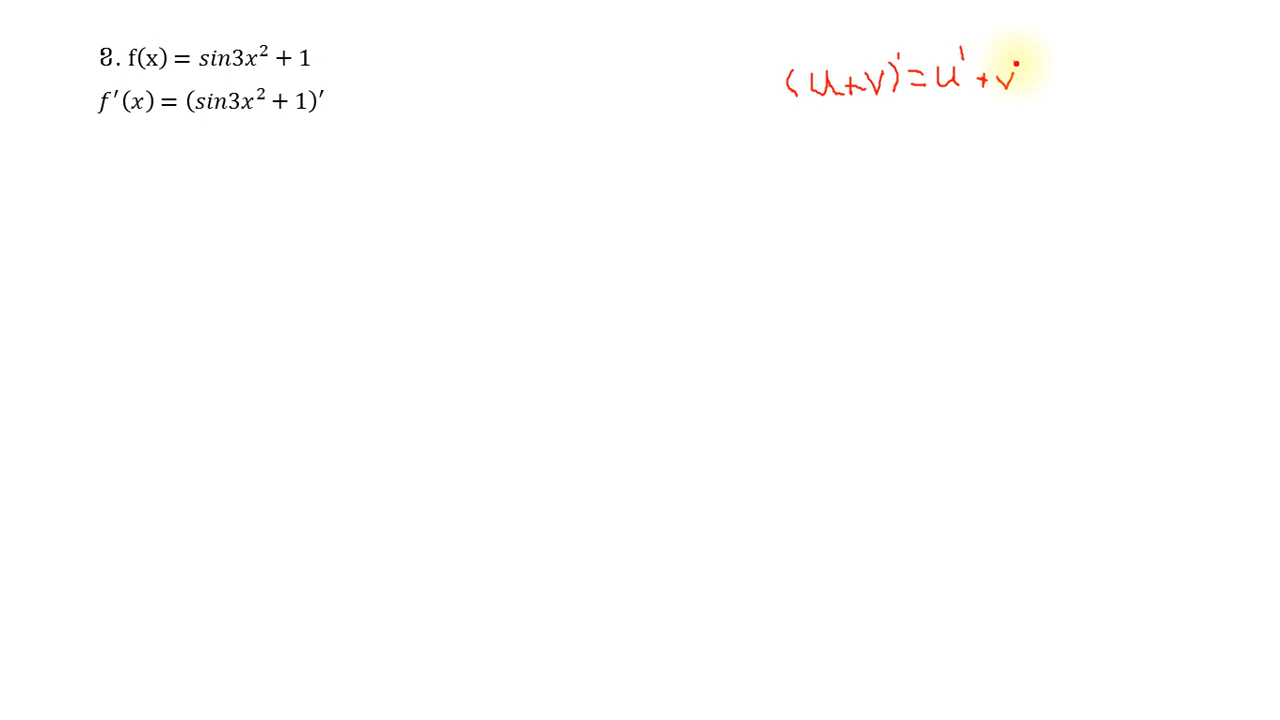 8. f(x) = sin3x² + 1
(u+v)' = u' + v
f′(x) = (sin3x² + 1)′